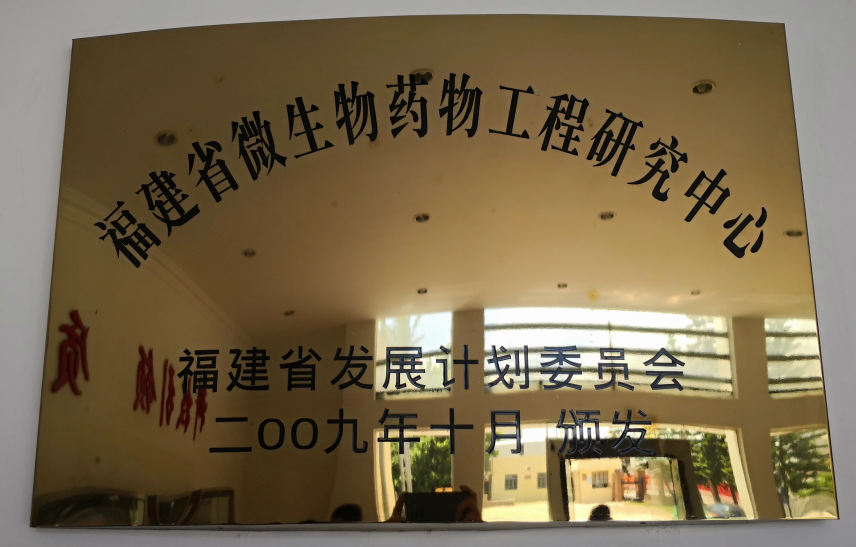 福建省微生物药物工程研究中心
福建省发展计划委员会
二OO九年十月 颁发